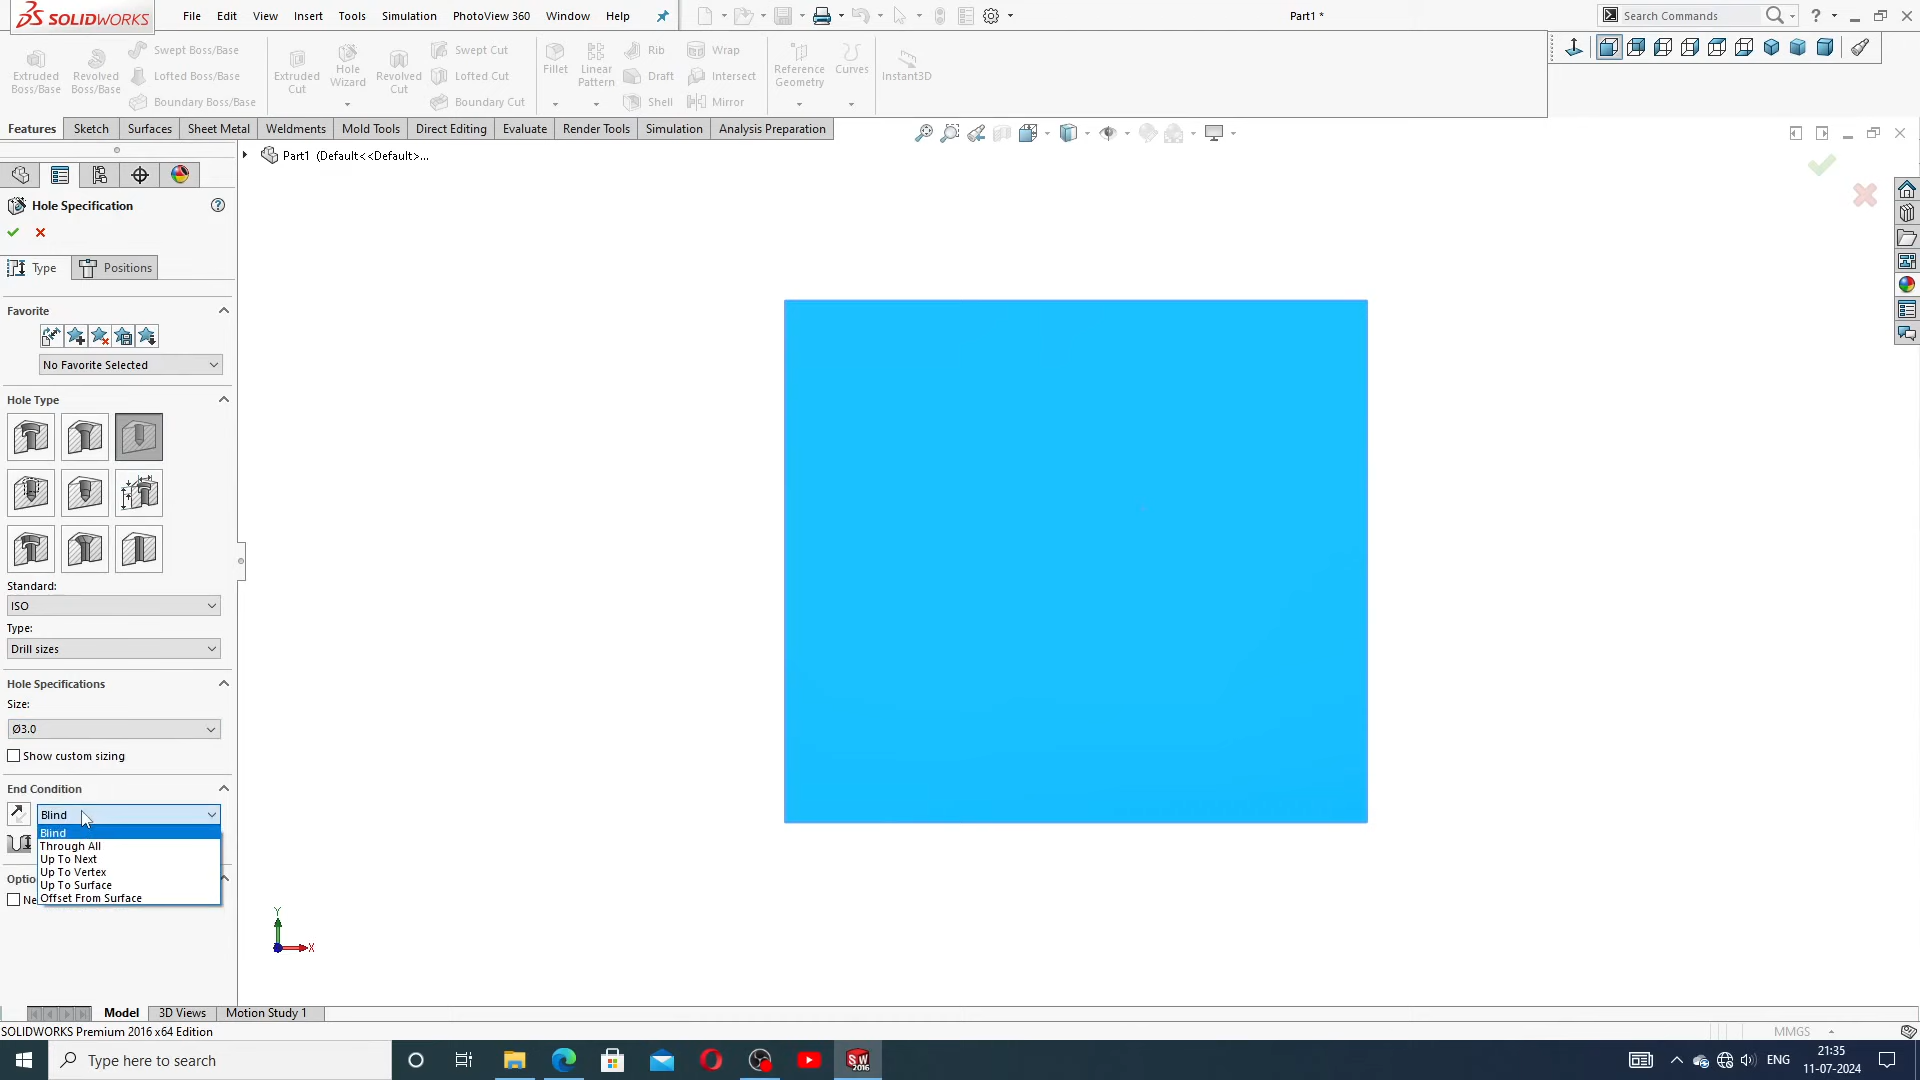 SOLIDWORKS File Edit View Insert Tools Simulation PhotoView 360 Window Help Part1 * Search Commands
Extruded Boss/Base
Revolved Boss/Base
Swept Boss/Base
Lofted Boss/Base
Boundary Boss/Base
Extruded Cut
Hole Wizard
Revolved Cut
Swept Cut
Lofted Cut
Boundary Cut
Fillet
Linear Pattern
Rib
Draft
Shell
Wrap
Intersect
Mirror
Reference Geometry
Curves
Instant3D
Features Sketch Surfaces Sheet Metal Weldments Mold Tools Direct Editing Evaluate Render Tools Simulation Analysis Preparation
Part1 (Default<<Default>...
Hole Specification
Type Positions
Favorite
No Favorite Selected
Hole Type
Standard:
ISO
Type:
Drill sizes
Hole Specifications
Size:
Ø3.0
Show custom sizing
End Condition
Blind
Blind
Through All
Up To Next
Up To Vertex
Up To Surface
Offset From Surface
Optio
Ne
Y
X
Model 3D Views Motion Study 1
SOLIDWORKS Premium 2016 x64 Edition
MMGS
Type here to search
SW
2016
ENG
21:35
11-07-2024